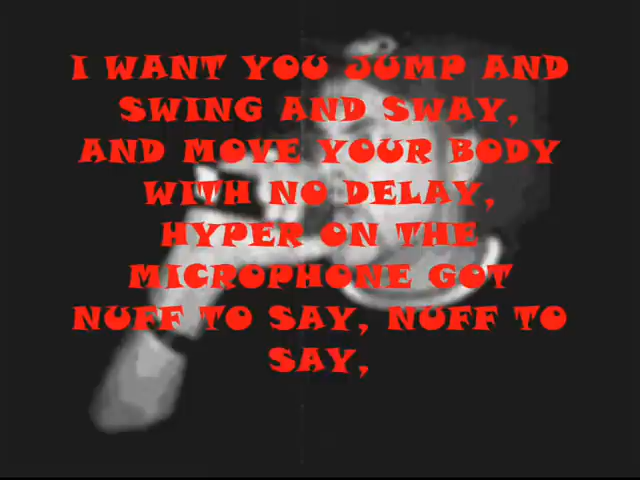 I WANT YOU JUMP AND
SWING AND SWAY,
AND MOVE YOUR BODY
WITH NO DELAY,
HYPER ON THE
MICROPHONE GOT
NUFF TO SAY, NUFF TO
SAY,